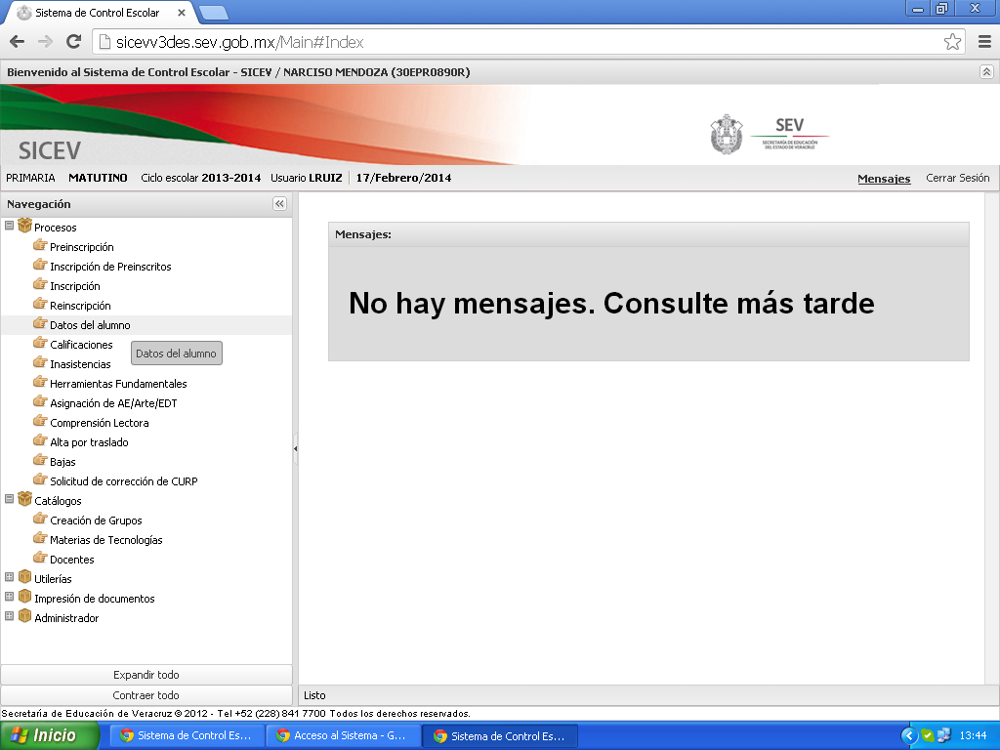 Sistema de Control Escolar
sicevv3des.sev.gob.mx/Main#Index
Bienvenido al Sistema de Control Escolar - SICEV / NARCISO MENDOZA (30EPR0890R)
SICEV
SEV
SECRETARÍA DE EDUCACIÓN
DEL ESTADO DE VERACRUZ
PRIMARIA MATUTINO Ciclo escolar 2013-2014 Usuario LRUIZ 17/Febrero/2014 Mensajes Cerrar Sesión
Navegación
Procesos
Preinscripción
Inscripción de Preinscritos
Inscripción
Reinscripción
Datos del alumno
Calificaciones
Datos del alumno
Inasistencias
Herramientas Fundamentales
Asignación de AE/Arte/EDT
Comprensión Lectora
Alta por traslado
Bajas
Solicitud de corrección de CURP
Catálogos
Creación de Grupos
Materias de Tecnologías
Docentes
Utilerías
Impresión de documentos
Administrador
Expandir todo
Contraer todo
Mensajes:
No hay mensajes. Consulte más tarde
Listo
Secretaría de Educación de Veracruz © 2012 - Tel +52 (228) 841 7700 Todos los derechos reservados.
Inicio
Sistema de Control Es...
Acceso al Sistema - G...
Sistema de Control Es...
13:44